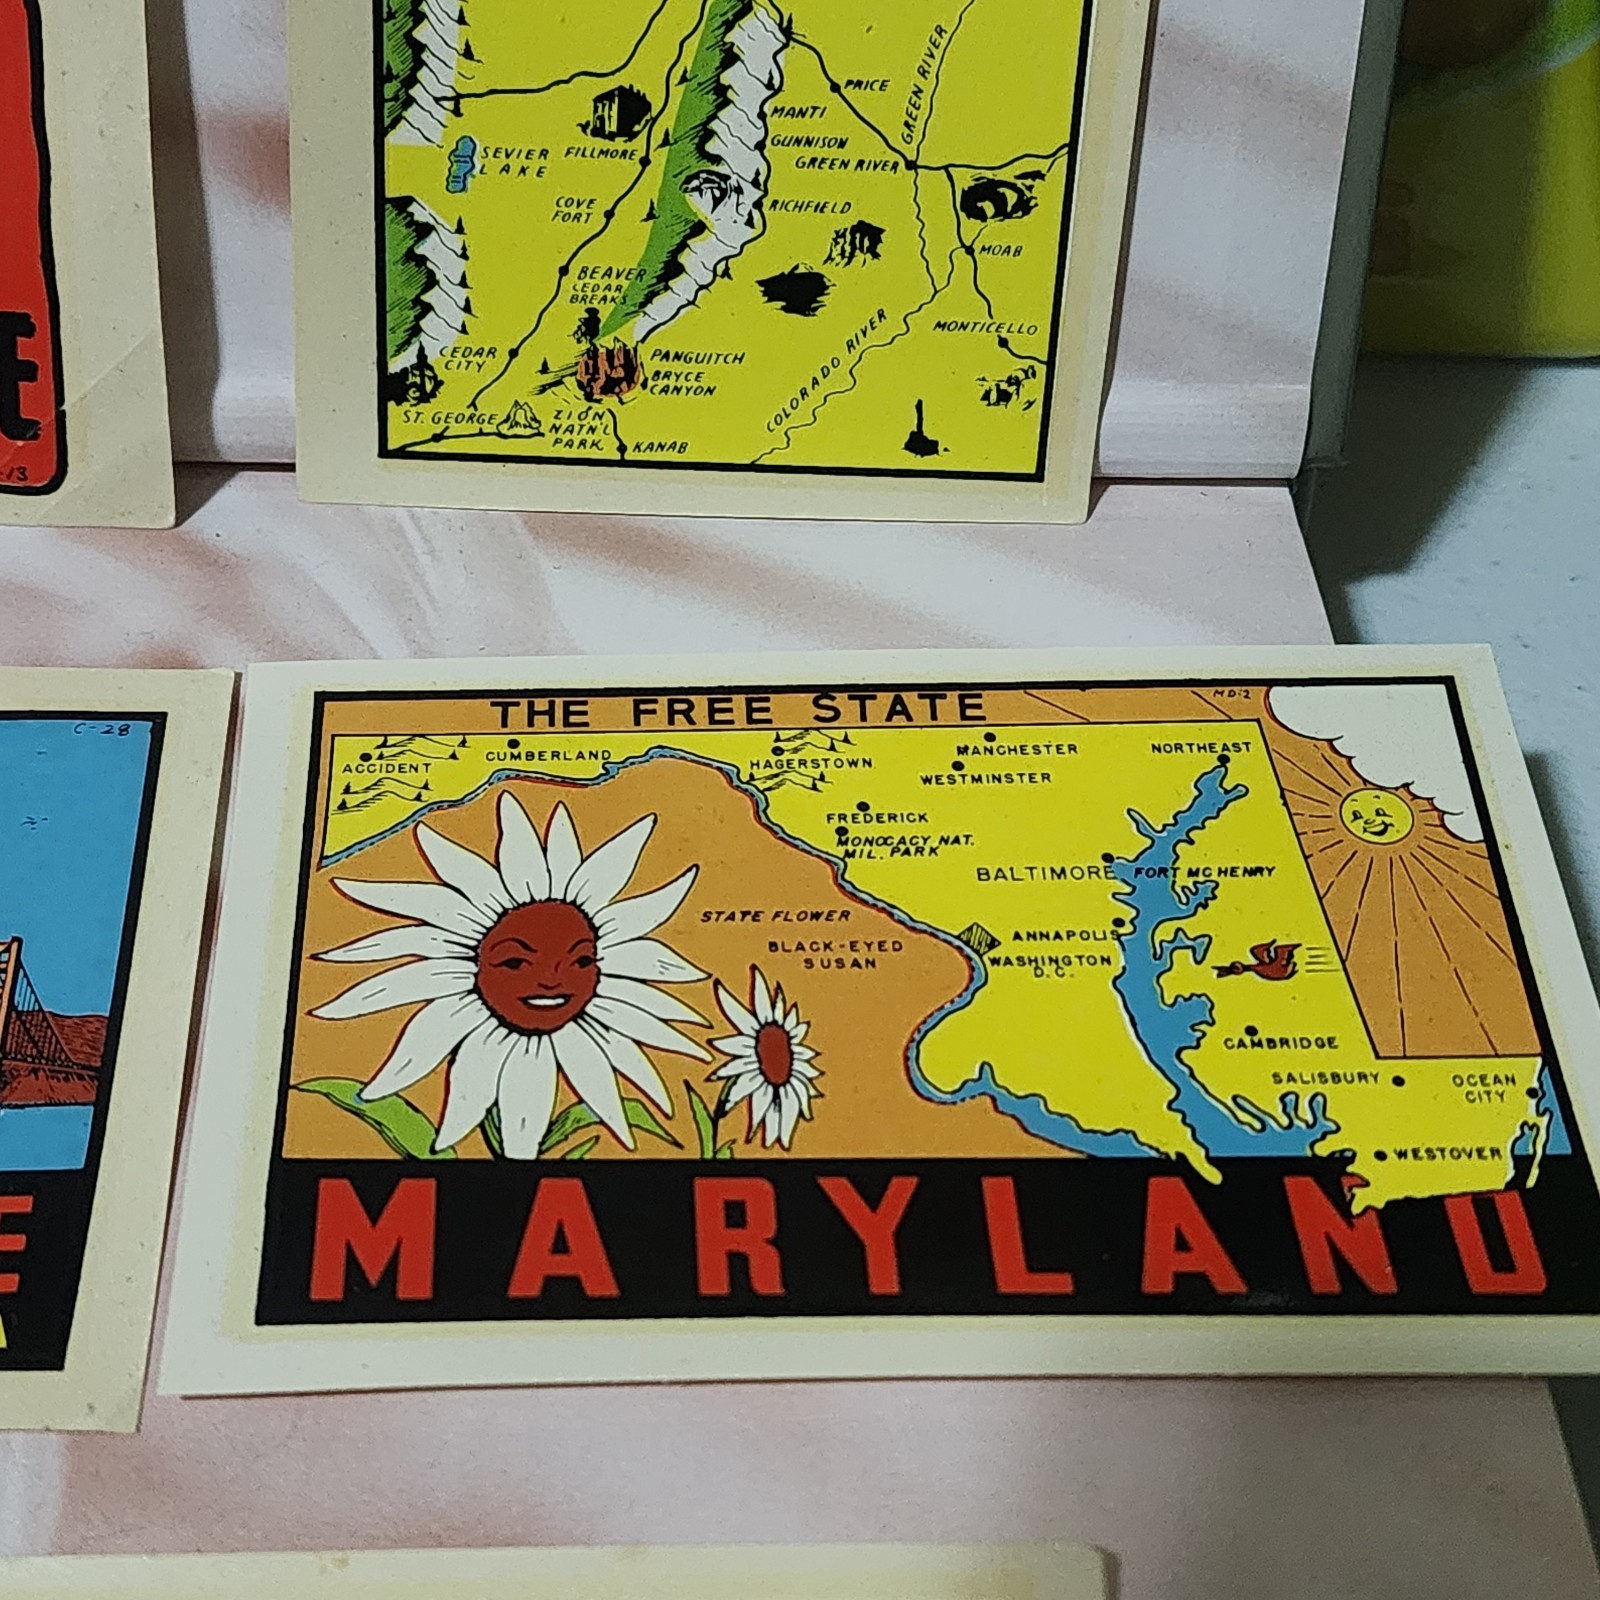 PRICE
GREEN RIVER
MANTI
GUNNISON
GREEN RIVER
SEVIER
LAKE
FILLMORE
COVE
FORT
RICHFIELD
MOAB
BEAVER
CEDAR
BREAKS
MONTICELLO
COLORADO RIVER
CEDAR
CITY
PANGUITCH
BRYCE
CANYON
ST. GEORGE
ZION
NAT'N'L
PARK
KANAB
E
-13
C-28
E
A
THE FREE STATE
MD-2
ACCIDENT
CUMBERLAND
HAGERSTOWN
MANCHESTER
NORTHEAST
WESTMINSTER
FREDERICK
MONOCACY NAT.
MIL. PARK
BALTIMORE
FORT MC HENRY
STATE FLOWER
BLACK-EYED
SUSAN
ANNAPOLIS
WASHINGTON
D.C.
CAMBRIDGE
SALISBURY
OCEAN
CITY
WESTOVER
MARYLAND